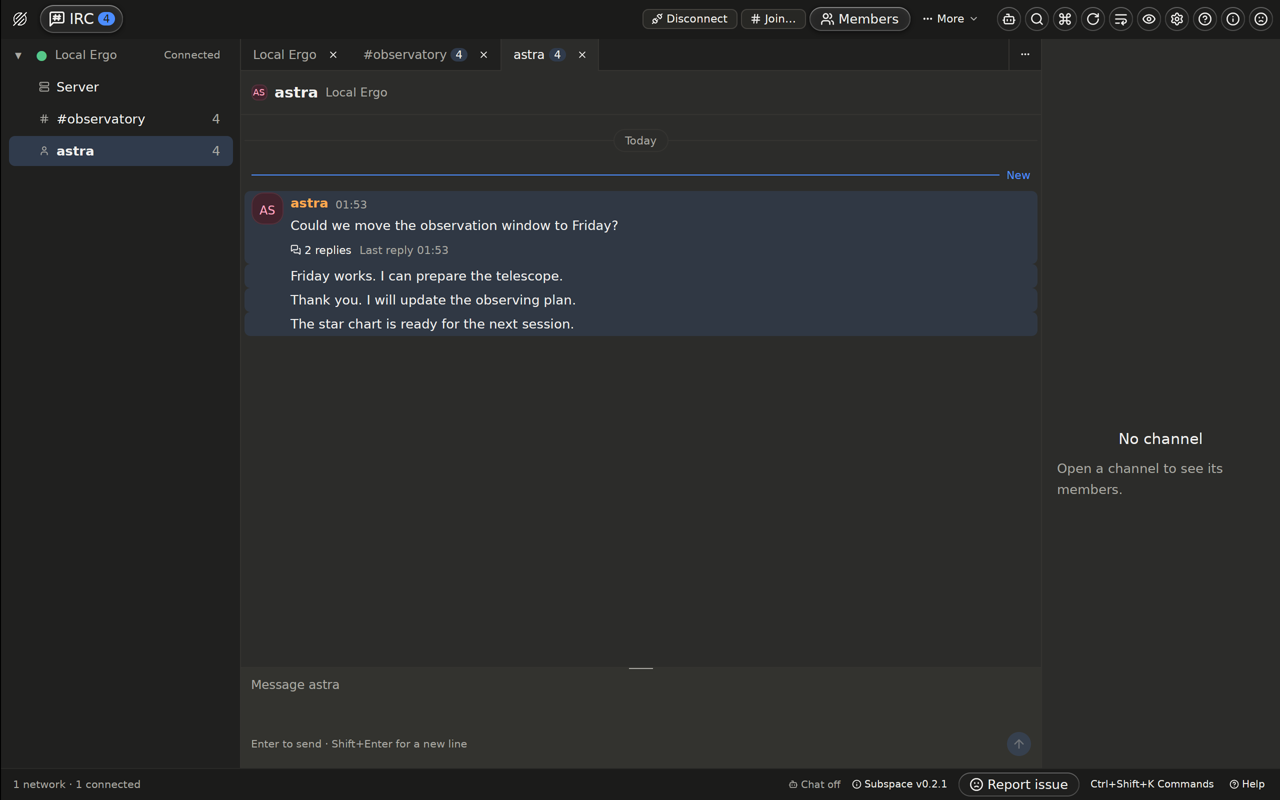 IRC 4
Disconnect
Join...
Members
More
Local Ergo Connected
Server
#observatory 4
astra 4
Local Ergo
#observatory 4
astra 4
AS astra Local Ergo
Today
New
AS astra 01:53
Could we move the observation window to Friday?
2 replies Last reply 01:53
Friday works. I can prepare the telescope.
Thank you. I will update the observing plan.
The star chart is ready for the next session.
No channel
Open a channel to see its
members.
Message astra
Enter to send · Shift+Enter for a new line
1 network · 1 connected
Chat off
Subspace v0.2.1
Report issue
Ctrl+Shift+K Commands
Help